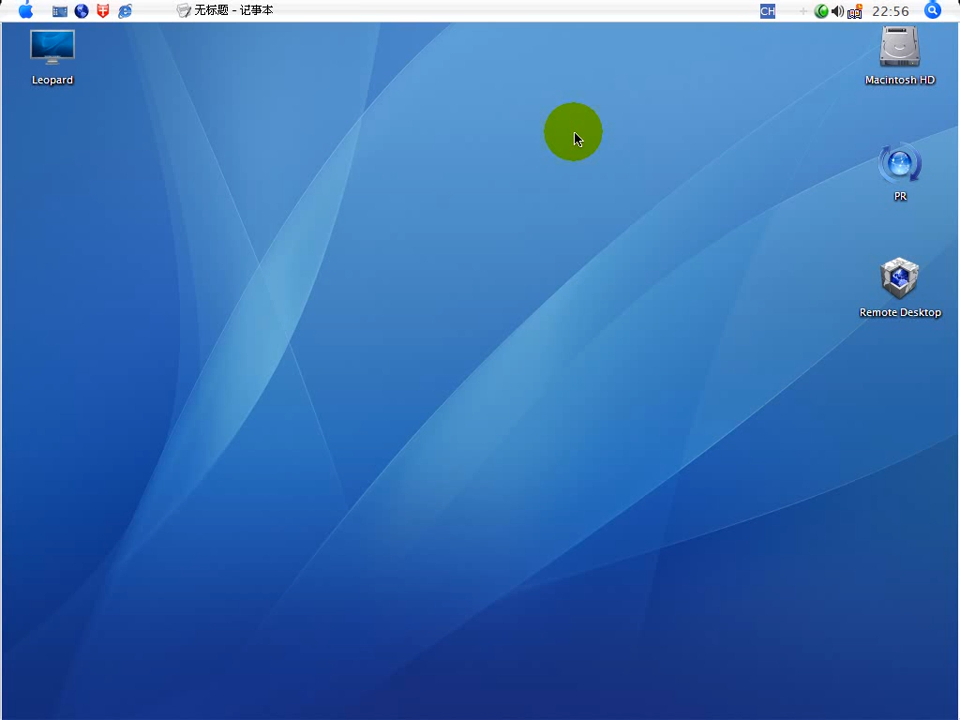 无标题 - 记事本
CH
22:56
Leopard
Macintosh HD
PR
Remote Desktop